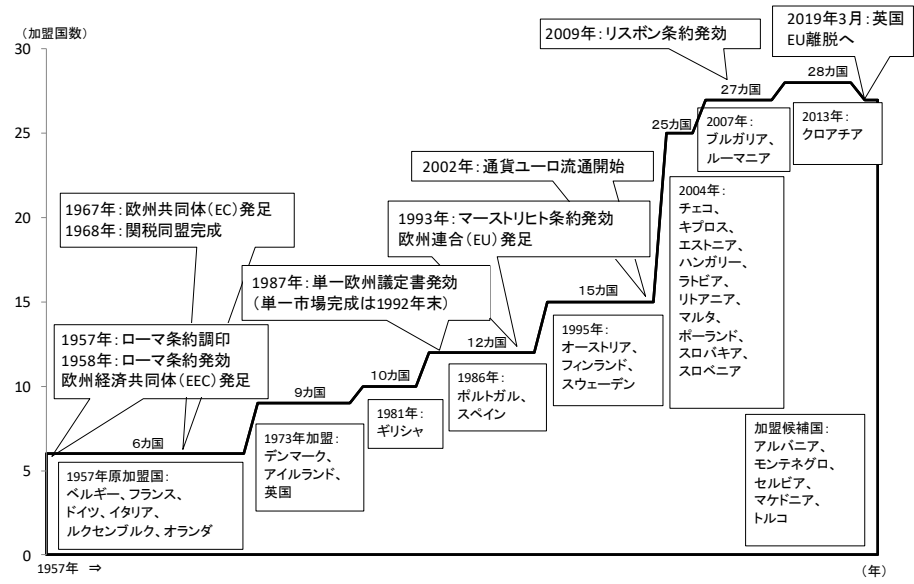 (加盟国数)
30
25
20
15
10
5
0
1957年 ⇒
(年)
1957年：ローマ条約調印
1958年：ローマ条約発効
欧州経済共同体（EEC）発足
1967年：欧州共同体（EC）発足
1968年：関税同盟完成
1987年：単一欧州議定書発効
（単一市場完成は1992年末）
1993年：マーストリヒト条約発効
欧州連合（EU）発足
2002年：通貨ユーロ流通開始
2009年：リスボン条約発効
2019年3月：英国
EU離脱へ
6カ国
9カ国
10カ国
12カ国
15カ国
25カ国
27カ国
28カ国
1957年原加盟国：
ベルギー、フランス、
ドイツ、イタリア、
ルクセンブルク、オランダ
1973年加盟：
デンマーク、
アイルランド、
英国
1981年：
ギリシャ
1986年：
ポルトガル、
スペイン
1995年：
オーストリア、
フィンランド、
スウェーデン
2004年：
チェコ、
キプロス、
エストニア、
ハンガリー、
ラトビア、
リトアニア、
マルタ、
ポーランド、
スロバキア、
スロベニア
2007年：
ブルガリア、
ルーマニア
2013年：
クロアチア
加盟候補国：
アルバニア、
モンテネグロ、
セルビア、
マケドニア、
トルコ